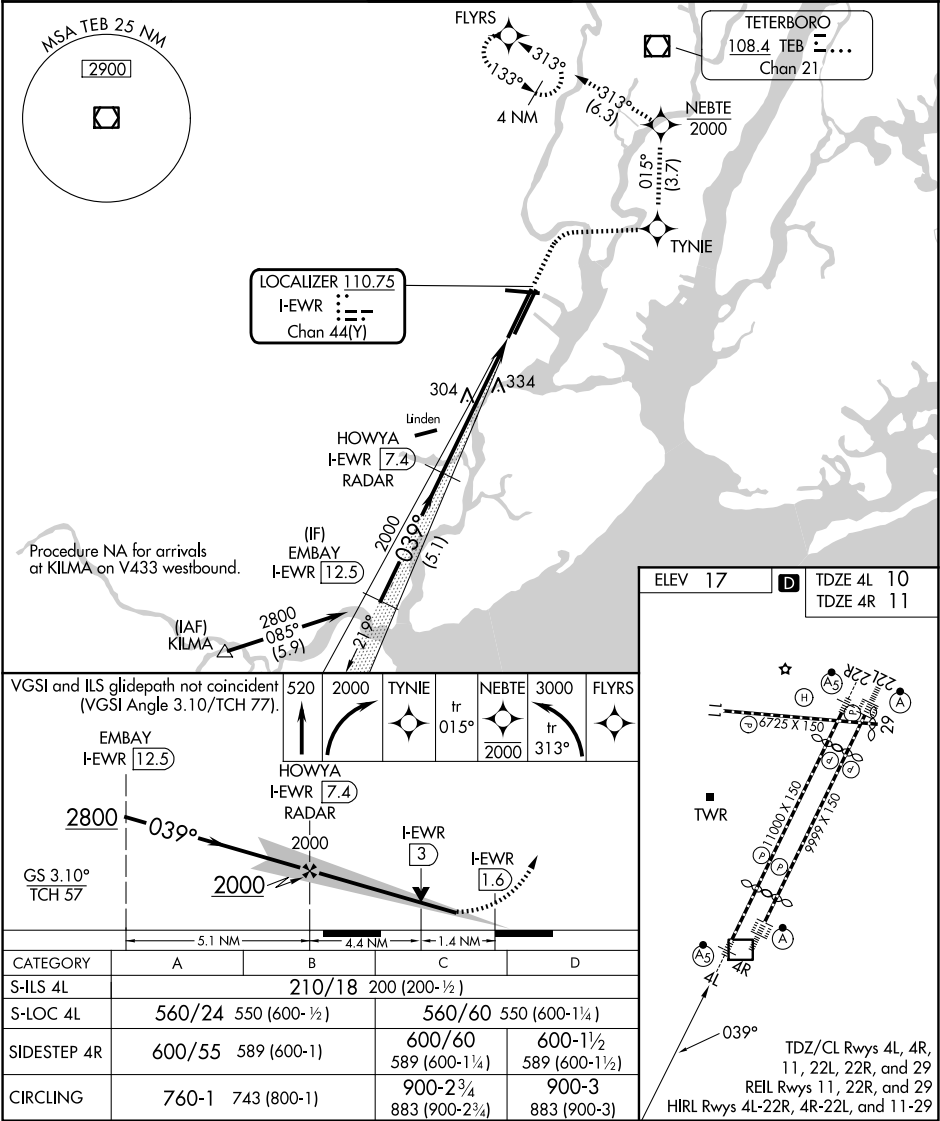 MSA TEB 25 NM
2900
FLYRS
313°
133°
4 NM
313°
(6.3)
TETERBORO
108.4 TEB
Chan 21
NEBTE
2000
015°
(3.7)
TYNIE
LOCALIZER 110.75
I-EWR
Chan 44(Y)
304
334
Linden
HOWYA
I-EWR 7.4
RADAR
2000
039°
(5.1)
(IF)
EMBAY
I-EWR 12.5
Procedure NA for arrivals
at KILMA on V433 westbound.
(IAF)
KILMA
2800
085°
(5.9)
219°
ELEV 17
D
TDZE 4L 10
TDZE 4R 11
VGSI and ILS glidepath not coincident
(VGSI Angle 3.10/TCH 77).
520
2000
TYNIE
tr
015°
NEBTE
2000
3000
tr
313°
FLYRS
EMBAY
I-EWR 12.5
HOWYA
I-EWR 7.4
RADAR
2000
2800
039°
2000
I-EWR
3
I-EWR
1.6
GS 3.10°
TCH 57
5.1 NM
4.4 NM
1.4 NM
CATEGORY A B C D
S-ILS 4L 210/18 200 (200-½)
S-LOC 4L 560/24 550 (600-½) 560/60 550 (600-1¼)
SIDESTEP 4R 600/55 589 (600-1) 600/60 589 (600-1¼) 600-1½ 589 (600-1½)
CIRCLING 760-1 743 (800-1) 900-2¾ 883 (900-2¾) 900-3 883 (900-3)
A5
22R
22L
A
H
P
11
P
6725 X 150
29
P
P
TWR
11000 X 150
9999 X 150
P
P
A5
A
4L
4R
039°
TDZ/CL Rwys 4L, 4R,
11, 22L, 22R, and 29
REIL Rwys 11, 22R, and 29
HIRL Rwys 4L-22R, 4R-22L, and 11-29